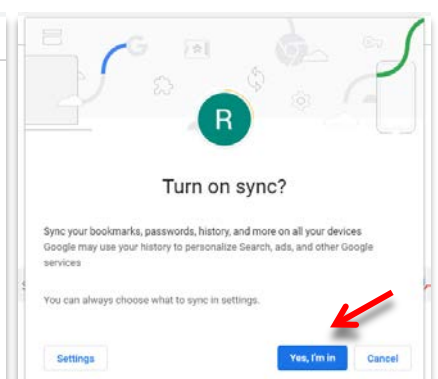 R
Turn on sync?
Sync your bookmarks, passwords, history, and more on all your devices
Google may use your history to personalize Search, ads, and other Google
services
You can always choose what to sync in settings.
Settings Yes, I'm in Cancel